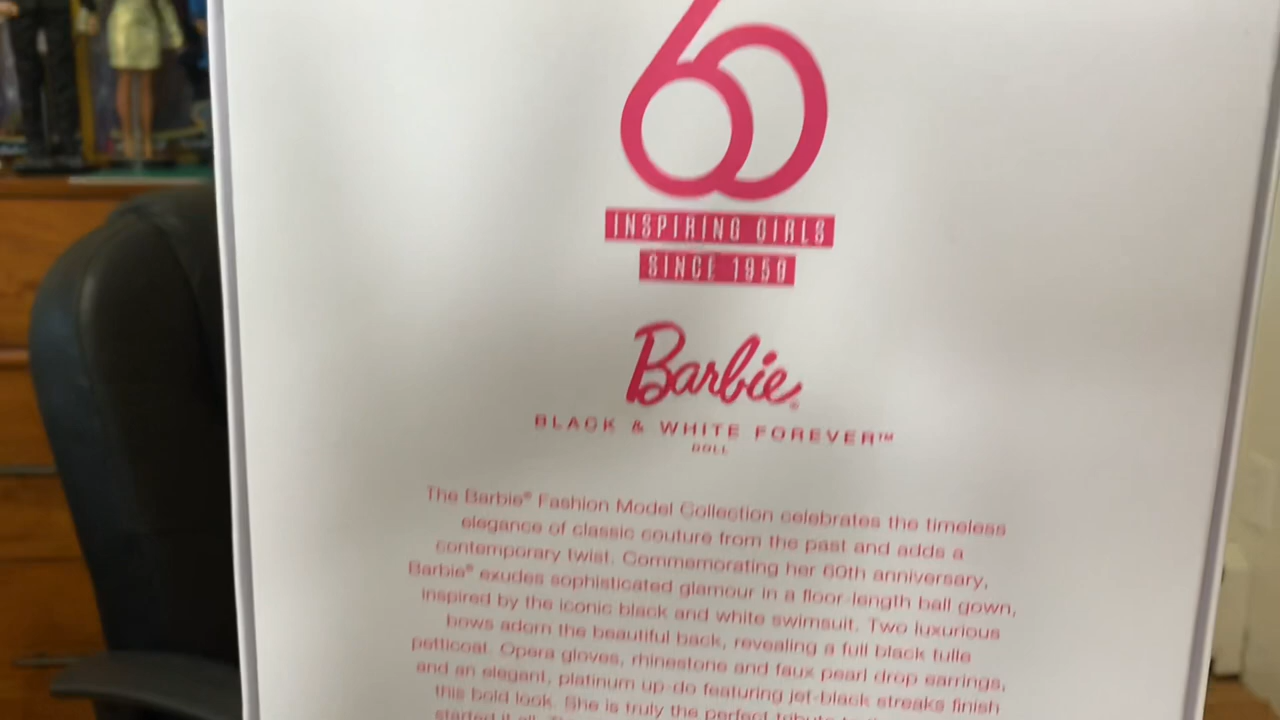 60
INSPIRING GIRLS
SINCE 1959
Barbie®
BLACK & WHITE FOREVER™
DOLL
The Barbie® Fashion Model Collection celebrates the timeless
elegance of classic couture from the past and adds a
contemporary twist. Commemorating her 60th anniversary,
Barbie® exudes sophisticated glamour in a floor-length ball gown,
inspired by the iconic black and white swimsuit. Two luxurious
bows adorn the beautiful back, revealing a full black tulle
petticoat. Opera gloves, rhinestone and faux pearl drop earrings,
and an elegant, platinum up-do featuring jet-black streaks finish
this bold look. She is truly the perfect tribute
started it all.